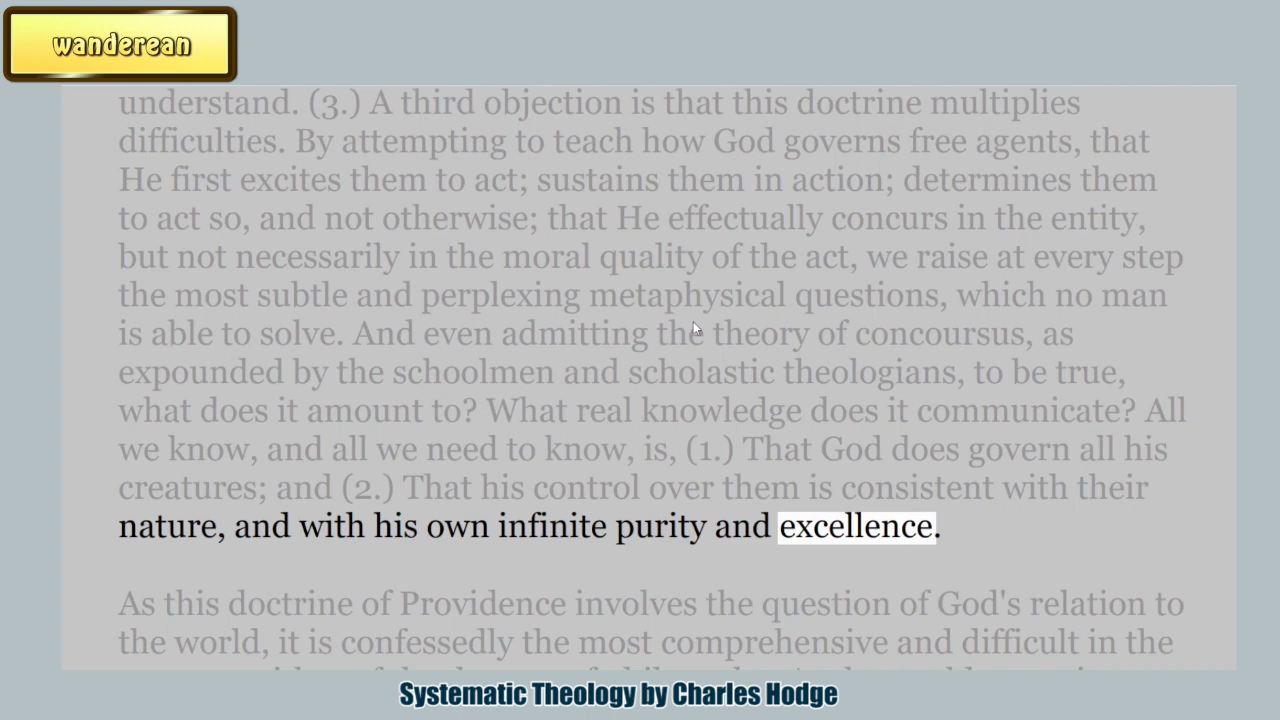 wanderean
understand. (3.) A third objection is that this doctrine multiplies
difficulties. By attempting to teach how God governs free agents, that
He first excites them to act; sustains them in action; determines them
to act so, and not otherwise; that He effectually concurs in the entity,
but not necessarily in the moral quality of the act, we raise at every step
the most subtle and perplexing metaphysical questions, which no man
is able to solve. And even admitting the theory of concoursus, as
expounded by the schoolmen and scholastic theologians, to be true,
what does it amount to? What real knowledge does it communicate? All
we know, and all we need to know, is, (1.) That God does govern all his
creatures; and (2.) That his control over them is consistent with their
nature, and with his own infinite purity and excellence.
As this doctrine of Providence involves the question of God's relation to
the world, it is confessedly the most comprehensive and difficult in the
Systematic Theology by Charles Hodge